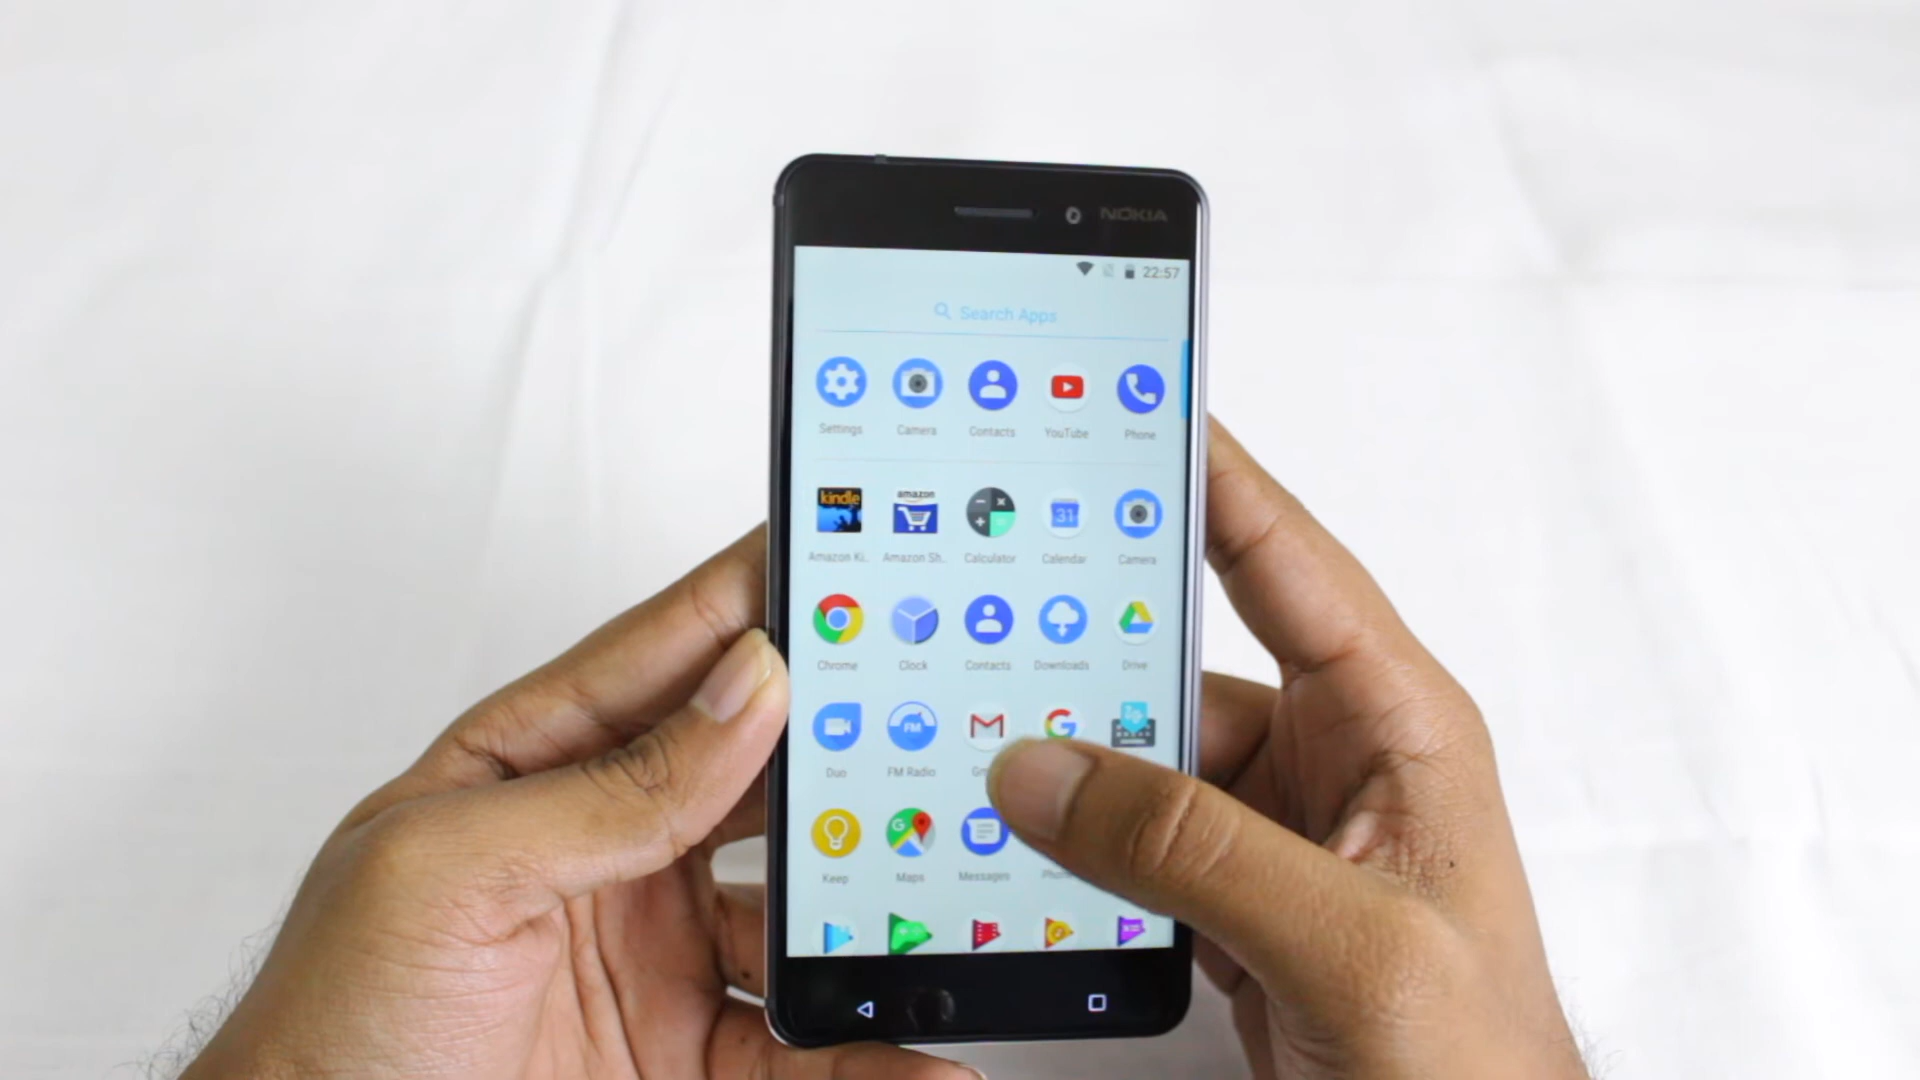 NOKIA
22:57
Search Apps
Settings Camera Contacts YouTube Phone
kindle amazon
31
Amazon Ki.. Amazon Sh.. Calculator Calendar Camera
Chrome Clock Contacts Downloads Drive
FM G
Duo FM Radio
G
Keep Maps Messages